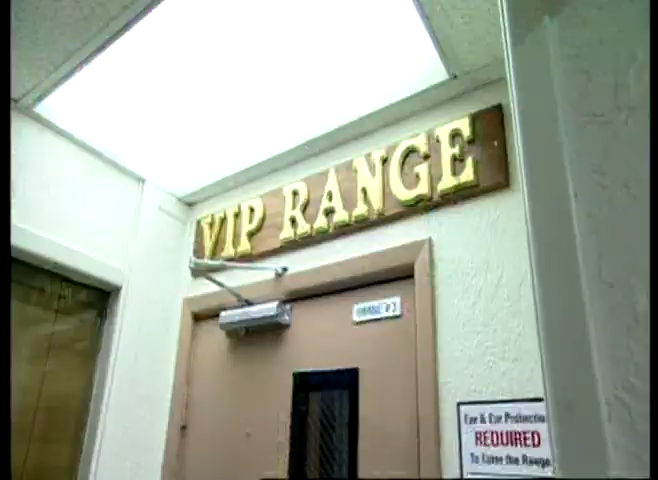 VIP RANGE
RANGE #2
Eye & Ear Protection
REQUIRED
To Enter the Range